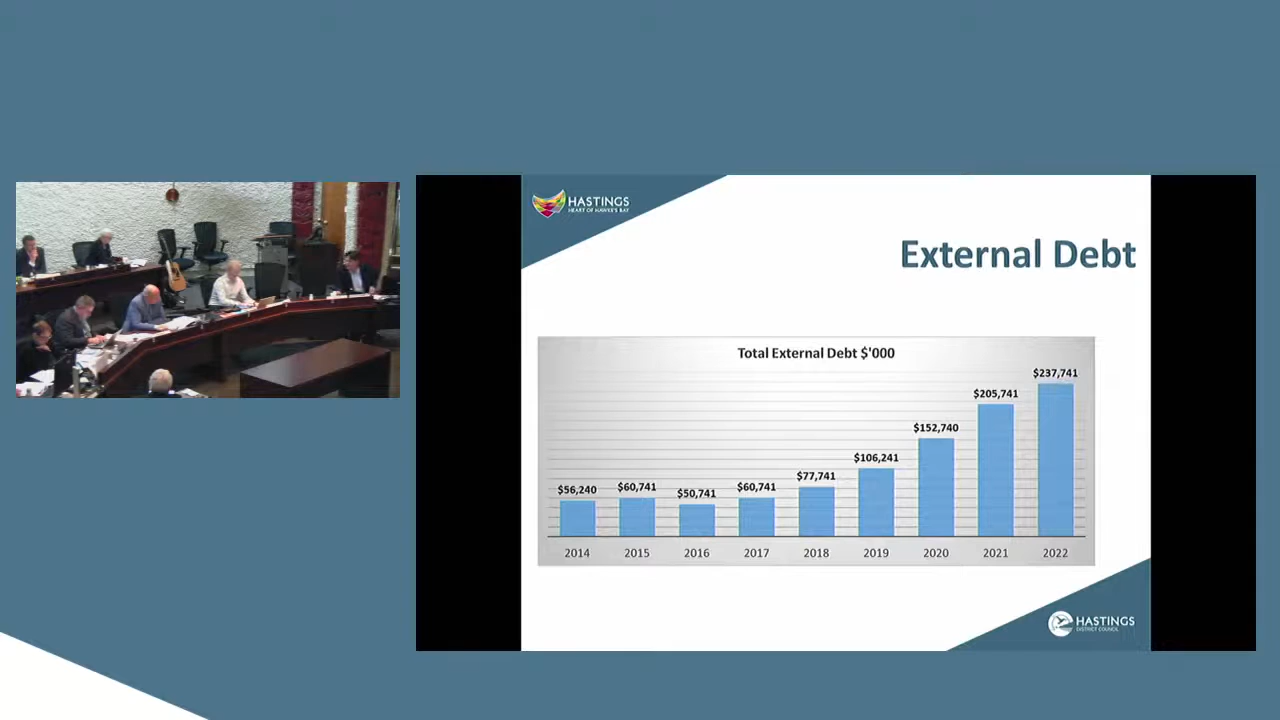 HASTINGS
HEART OF HAWKE'S BAY
External Debt
Total External Debt $'000
$56,240
$60,741
$50,741
$60,741
$77,741
$106,241
$152,740
$205,741
$237,741
2014 2015 2016 2017 2018 2019 2020 2021 2022
HASTINGS
DISTRICT COUNCIL